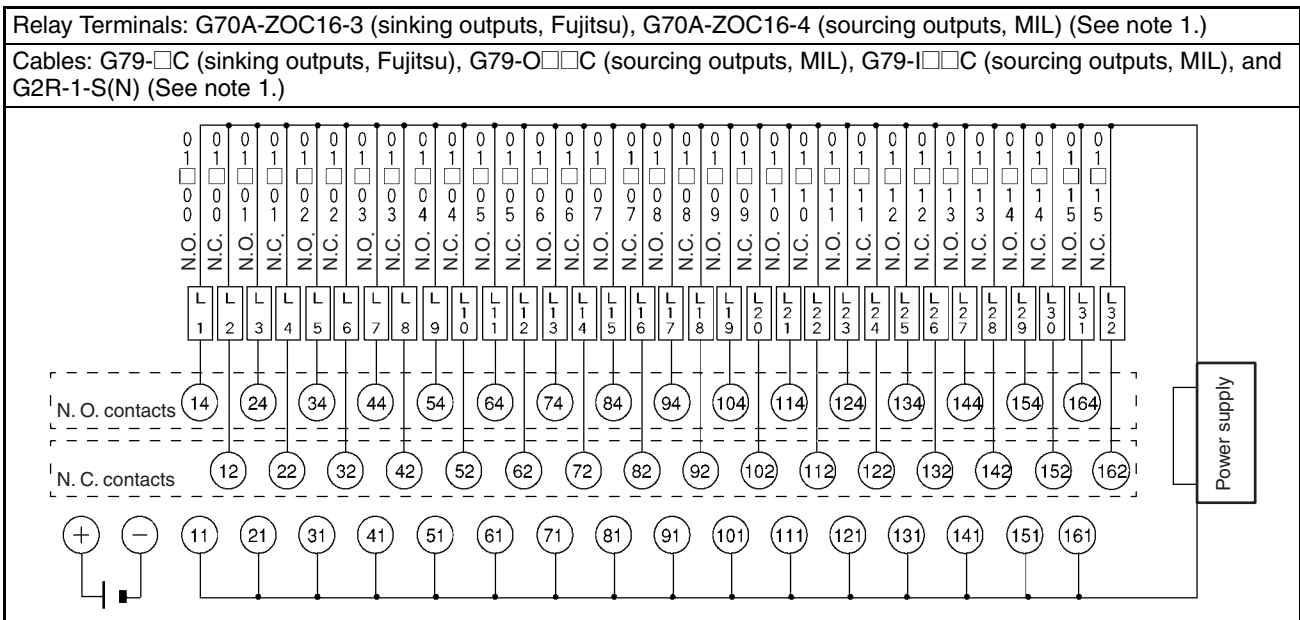 Relay Terminals: G70A-ZOC16-3 (sinking outputs, Fujitsu), G70A-ZOC16-4 (sourcing outputs, MIL) (See note 1.)
Cables: G79-□C (sinking outputs, Fujitsu), G79-O□□C (sourcing outputs, MIL), G79-I□□C (sourcing outputs, MIL), and
G2R-1-S(N) (See note 1.)
01□00 01□00 01□01 01□01 01□02 01□02 01□03 01□03 01□04 01□04 01□05 01□05 01□06 01□06 01□07 01□07 01□08 01□08 01□09 01□09 01□10 01□10 01□11 01□11 01□12 01□12 01□13 01□13 01□14 01□14 01□15 01□15
N.O. N.C. N.O. N.C. N.O. N.C. N.O. N.C. N.O. N.C. N.O. N.C. N.O. N.C. N.O. N.C. N.O. N.C. N.O. N.C. N.O. N.C. N.O. N.C. N.O. N.C. N.O. N.C. N.O. N.C. N.O. N.C.
L1 L2 L3 L4 L5 L6 L7 L8 L9 L10 L11 L12 L13 L14 L15 L16 L17 L18 L19 L20 L21 L22 L23 L24 L25 L26 L27 L28 L29 L30 L31 L32
N. O. contacts 14 24 34 44 54 64 74 84 94 104 114 124 134 144 154 164
N. C. contacts 12 22 32 42 52 62 72 82 92 102 112 122 132 142 152 162
Power supply
+ − 11 21 31 41 51 61 71 81 91 101 111 121 131 141 151 161